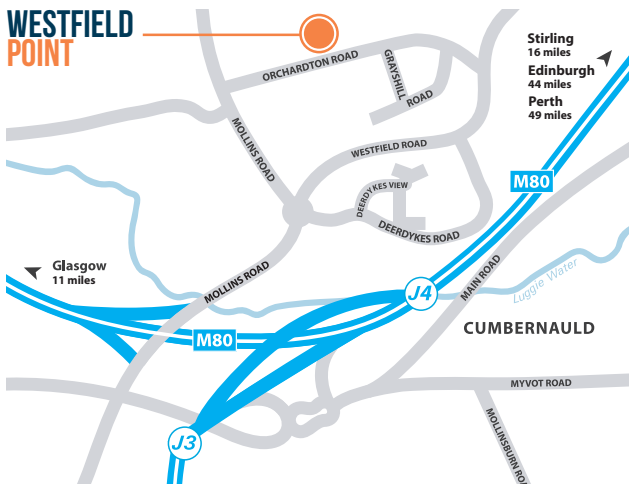 WESTFIELD
POINT
Stirling
16 miles
Edinburgh
44 miles
Perth
49 miles
ORCHARDTON ROAD
GRAYSHILL
ROAD
MOLLINS ROAD
WESTFIELD ROAD
M80
DEERDYKES VIEW
DEERDYKES ROAD
Glasgow
11 miles
MOLLINS ROAD
MAIN ROAD
Luggie Water
J4
M80
CUMBERNAULD
MYVOT ROAD
J3
MOLLINSBURN ROAD